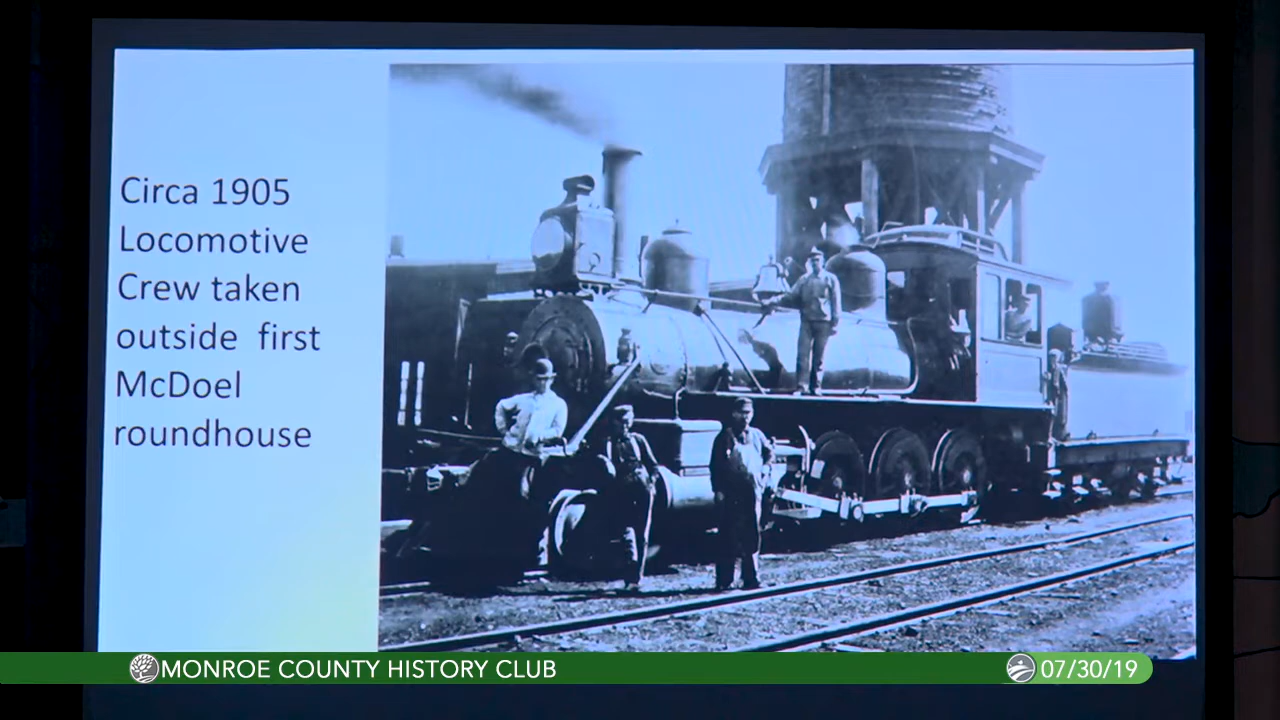 Circa 1905
Locomotive
Crew taken
outside first
McDoel
roundhouse
MONROE COUNTY HISTORY CLUB
07/30/19